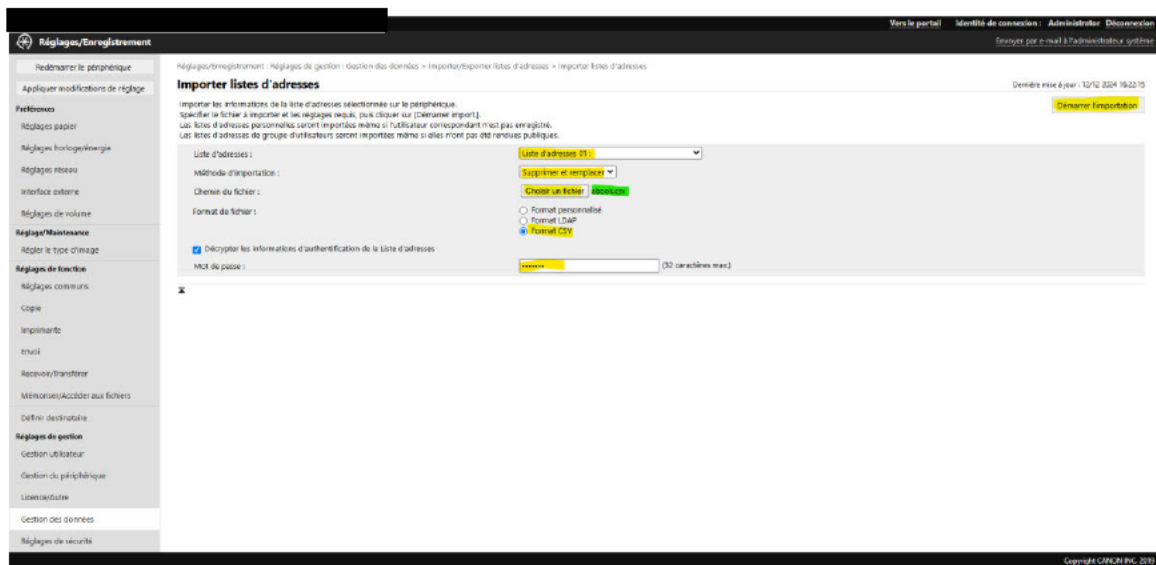 Vers le portail Identité de connexion : Administrator Déconnexion
Réglages/Enregistrement
Envoyer par e-mail à l'administrateur système
Redémarrer le périphérique
Appliquer modifications de réglage
Préférences
Réglages papier
Réglages horloge/énergie
Réglages réseau
Interface externe
Réglages de volume
Réglage/Maintenance
Régler le type d'image
Réglages de fonction
Réglages communs
Copie
Imprimante
Envoi
Recevoir/Transférer
Mémoriser/Accéder aux fichiers
Définir destinataire
Réglages de gestion
Gestion utilisateur
Gestion du périphérique
Licence/Autre
Gestion des données
Réglages de sécurité
Réglages/Enregistrement : Réglages de gestion : Gestion des données > Importer/Exporter listes d'adresses > Importer listes d'adresses
Importer listes d'adresses
Dernière mise à jour : 12/12 2024 16:22:15
Importer les informations de la liste d'adresses sélectionnée sur le périphérique.
Spécifier le fichier à importer et les réglages requis, puis cliquer sur [Démarrer import.].
Les listes d'adresses personnelles seront importées même si l'utilisateur correspondant n'est pas enregistré.
Les listes d'adresses de groupe d'utilisateurs seront importées même si elles n'ont pas été rendues publiques.
Démarrer l'importation
Liste d'adresses : Liste d'adresses 01 :
Méthode d'importation : Supprimer et remplacer
Chemin du fichier : Choisir un fichier abook.csv
Format de fichier : Format personnalisé
Format LDAP
Format CSV
Décrypter les informations d'authentification de la Liste d'adresses
Mot de passe : ••••••• (32 caractères max.)
Copyright CANON INC. 2019